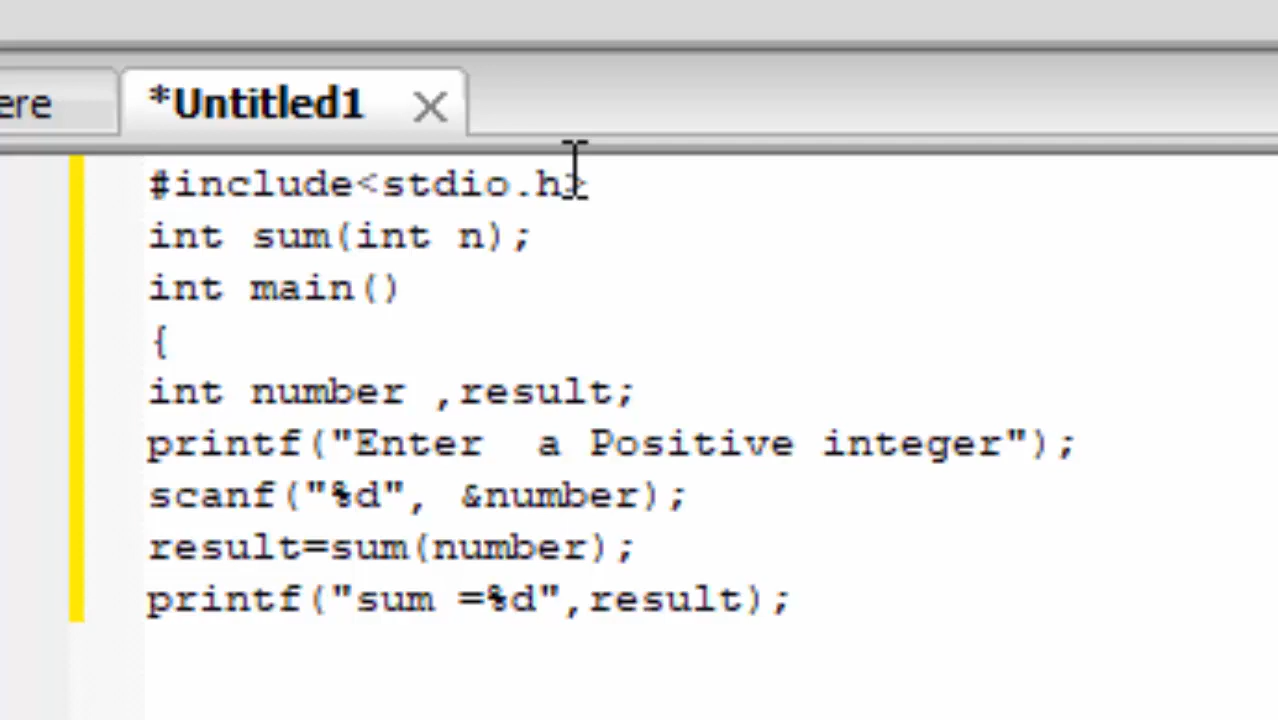 ere
*Untitled1
#include<stdio.h>
int sum(int n);
int main()
{
int number ,result;
printf("Enter  a Positive integer");
scanf("%d", &number);
result=sum(number);
printf("sum =%d",result);